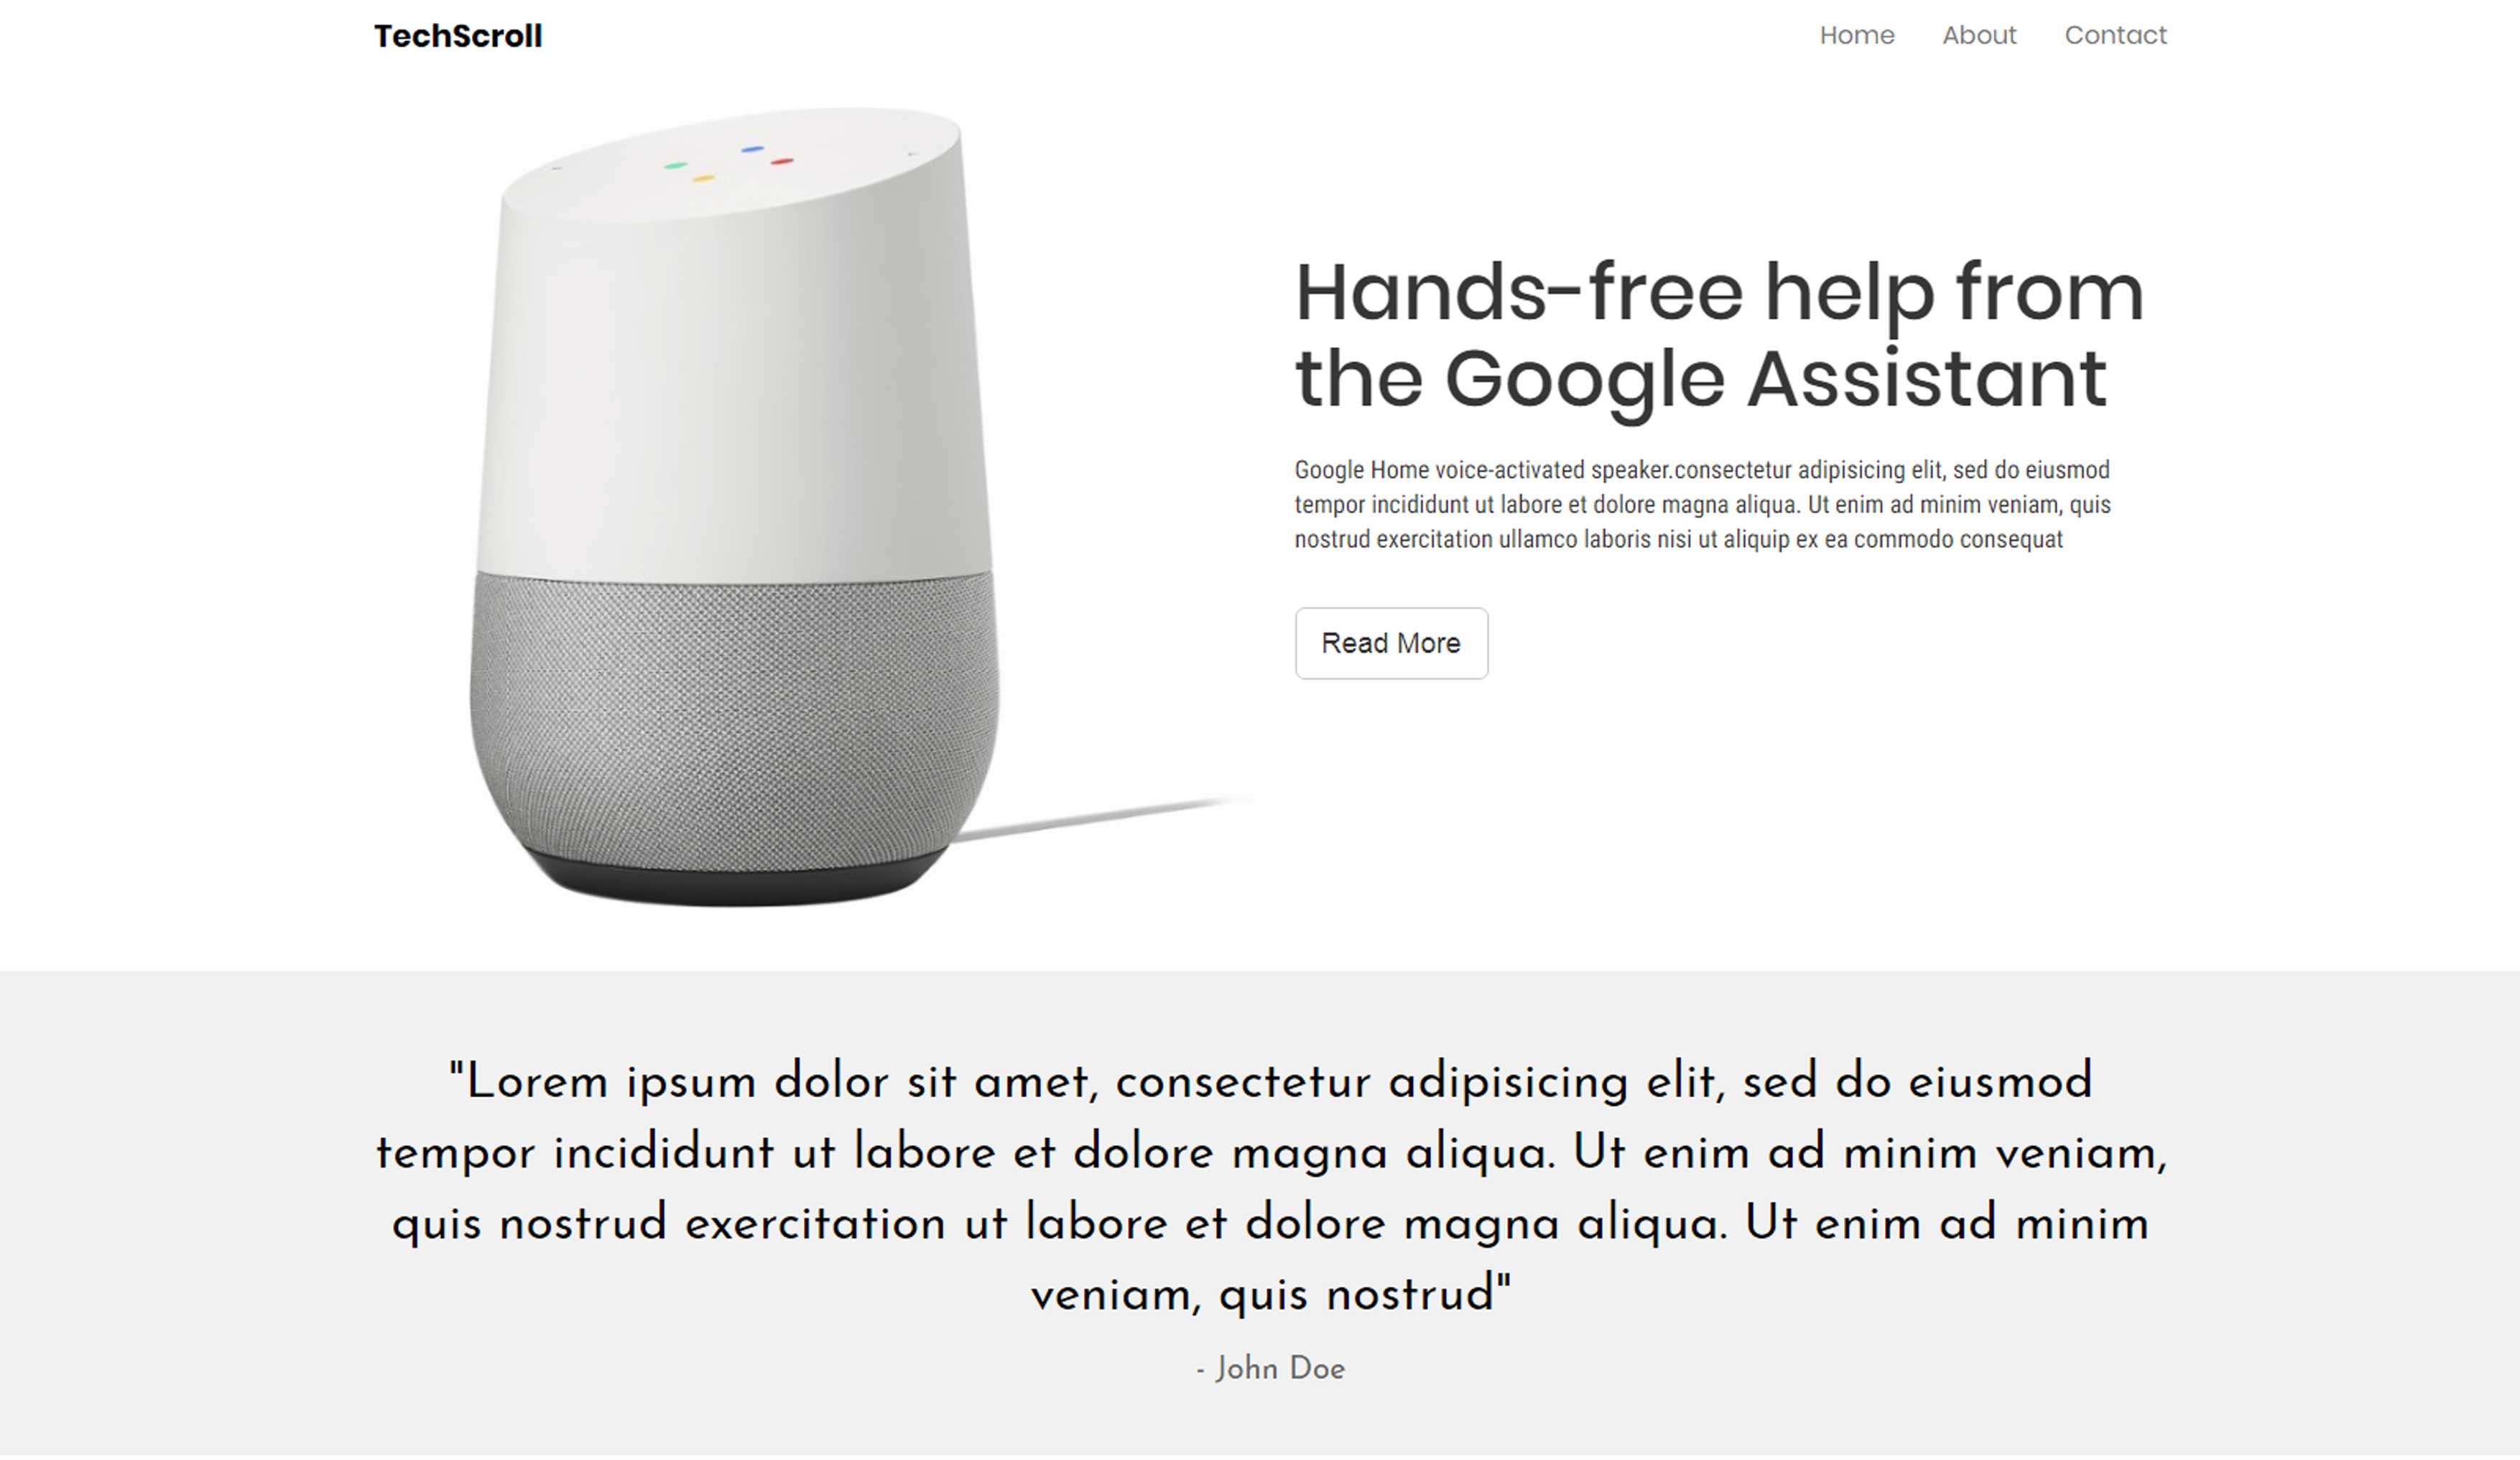 TechScroll
Home About Contact
Hands-free help from
the Google Assistant
Google Home voice-activated speaker.consectetur adipisicing elit, sed do eiusmod
tempor incididunt ut labore et dolore magna aliqua. Ut enim ad minim veniam, quis
nostrud exercitation ullamco laboris nisi ut aliquip ex ea commodo consequat
Read More
"Lorem ipsum dolor sit amet, consectetur adipisicing elit, sed do eiusmod
tempor incididunt ut labore et dolore magna aliqua. Ut enim ad minim veniam,
quis nostrud exercitation ut labore et dolore magna aliqua. Ut enim ad minim
veniam, quis nostrud"
- John Doe